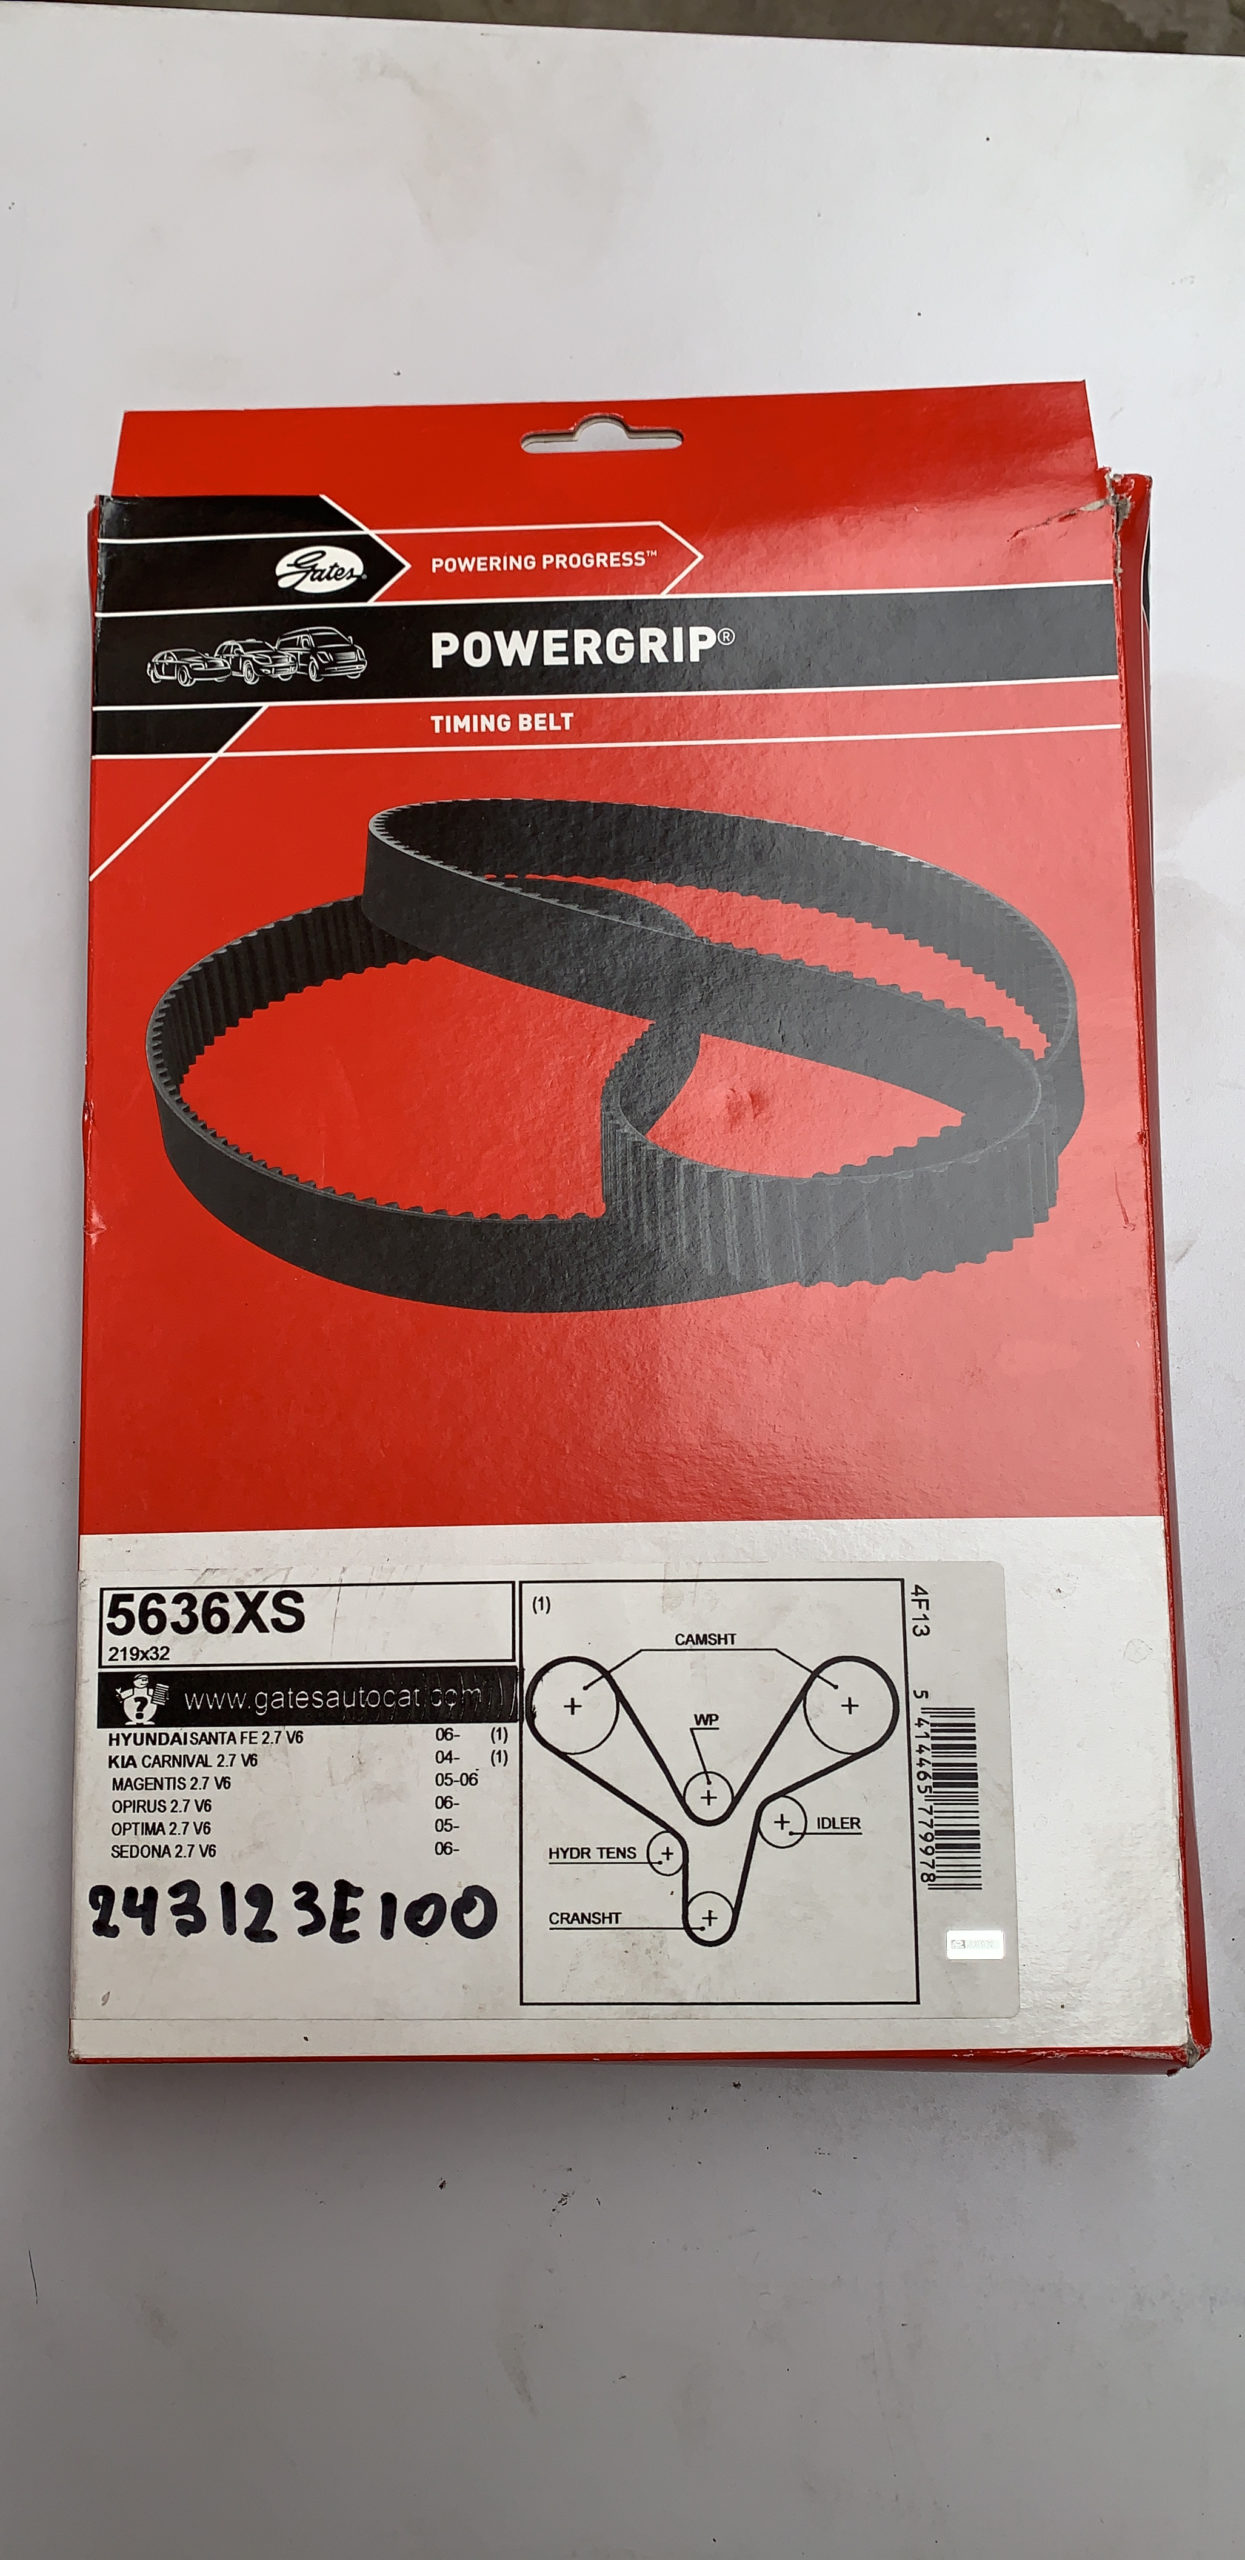 Gates®
POWERING PROGRESS™
POWERGRIP®
TIMING BELT
5636XS
219x32
?
www.gatesautocat.com
HYUNDAI SANTA FE 2.7 V6 06- (1)
KIA CARNIVAL 2.7 V6 04- (1)
MAGENTIS 2.7 V6 05-06
OPIRUS 2.7 V6 06-
OPTIMA 2.7 V6 05-
SEDONA 2.7 V6 06-
243123E100
(1)
CAMSHT
WP
IDLER
HYDR TENS
CRANSHT
4F13
5 414465 779978